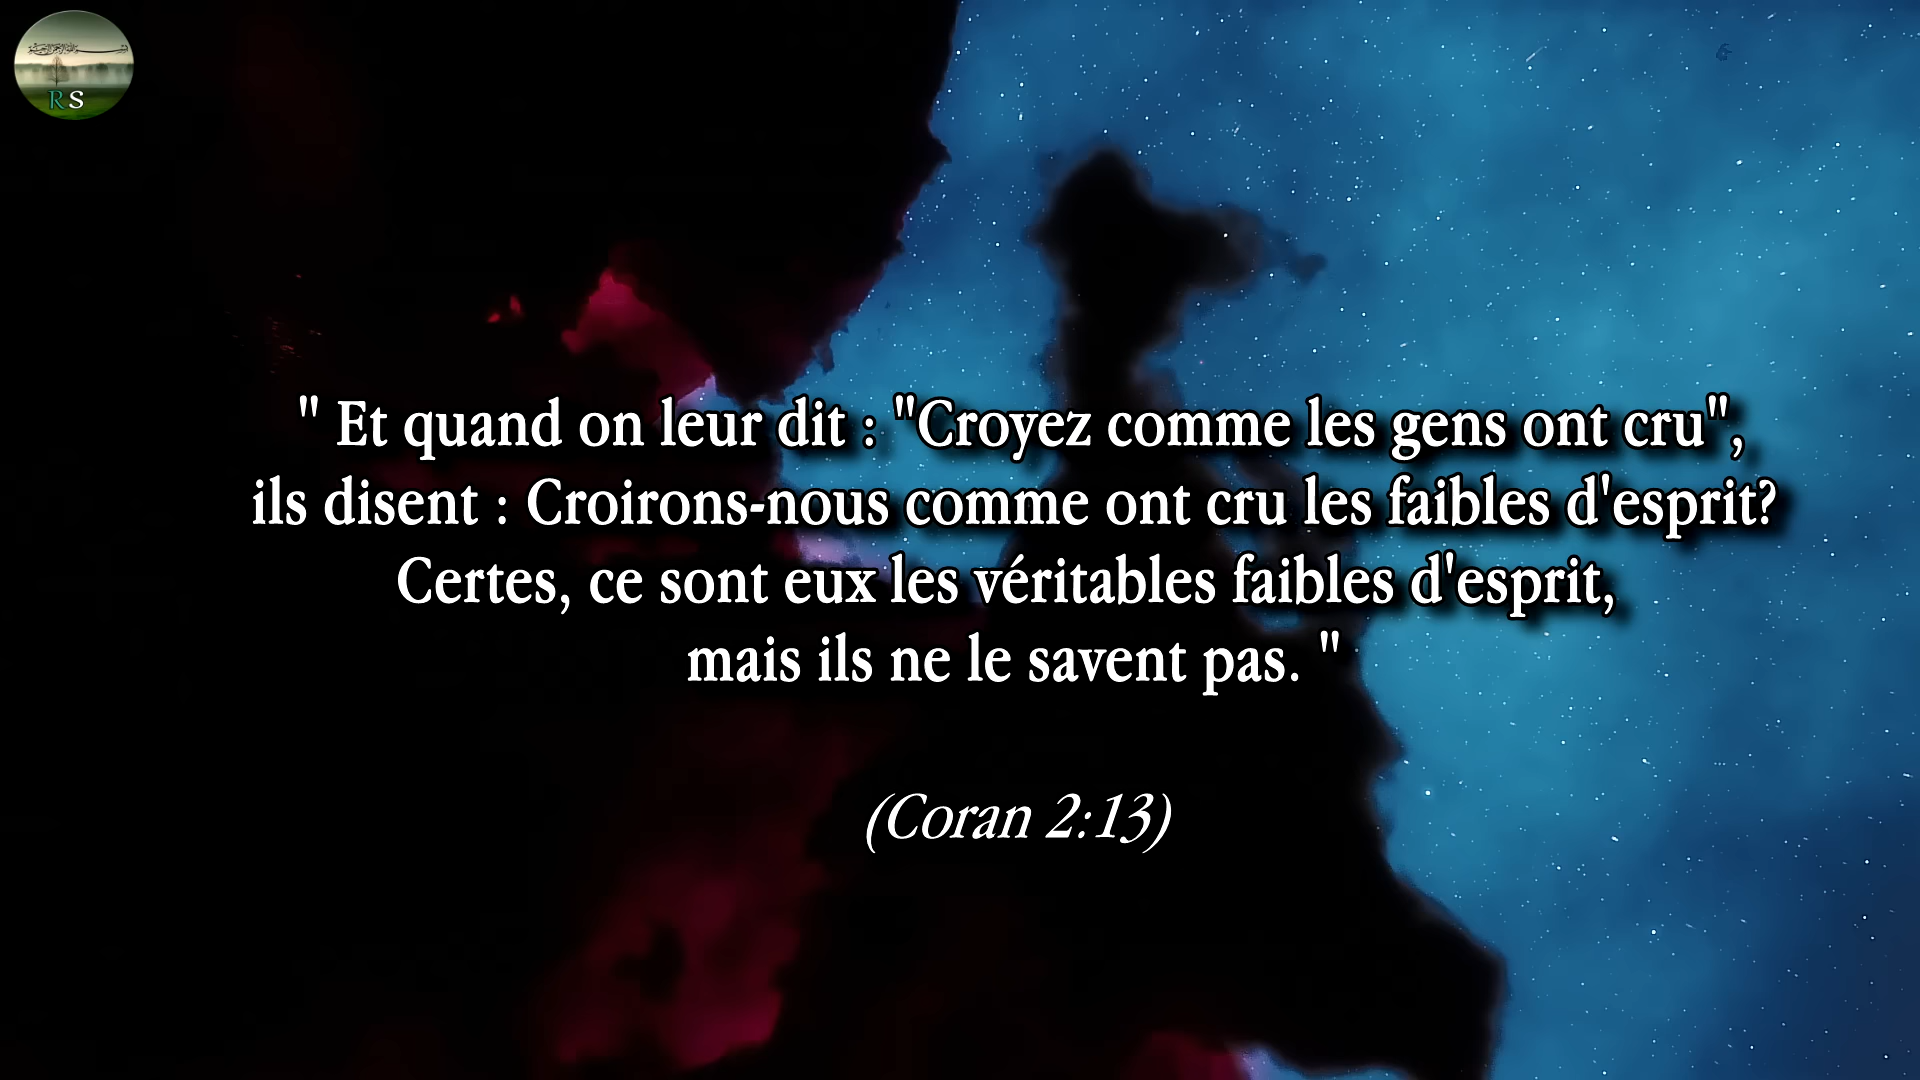 RS
" Et quand on leur dit : "Croyez comme les gens ont cru",
ils disent : Croirons-nous comme ont cru les faibles d'esprit?
Certes, ce sont eux les véritables faibles d'esprit,
mais ils ne le savent pas. "
(Coran 2:13)